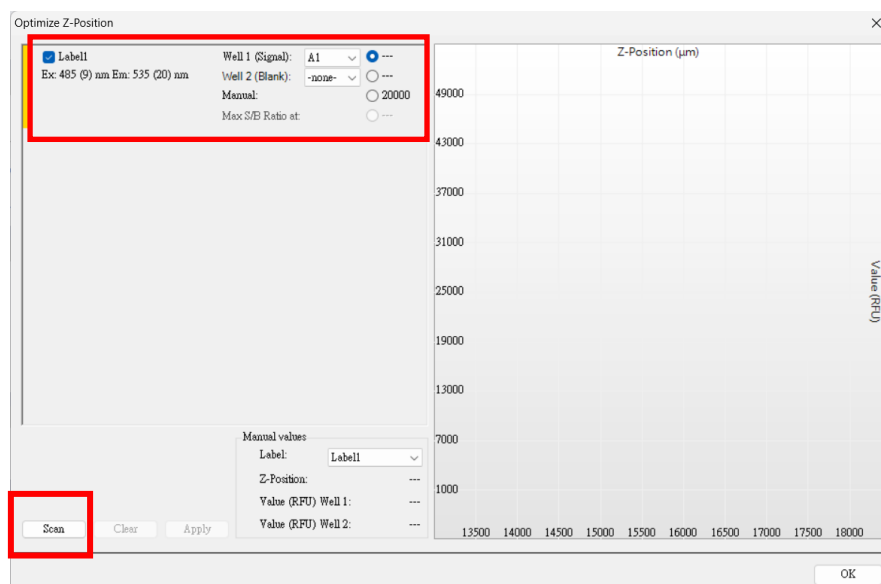 Optimize Z-Position
Label1
Ex: 485 (9) nm Em: 535 (20) nm
Well 1 (Signal): A1 ---
Well 2 (Blank): -none- ---
Manual: 20000
Max S/B Ratio at: ---
Manual values
Label: Label1
Z-Position: ---
Value (RFU) Well 1: ---
Value (RFU) Well 2: ---
Scan Clear Apply
Z-Position (μm)
49000
43000
37000
31000
25000
19000
13000
7000
1000
Value (RFU)
13500 14000 14500 15000 15500 16000 16500 17000 17500 18000
OK